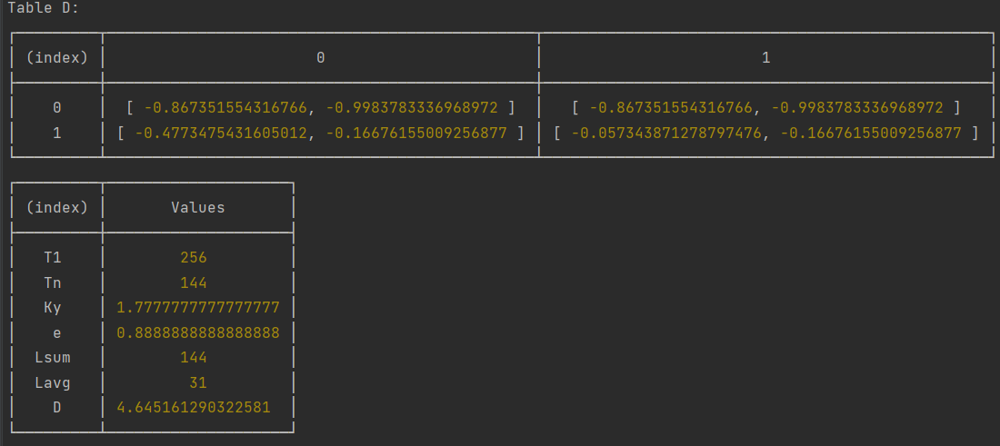 Table D:
(index) 0 1
0 [ -0.867351554316766, -0.9983783336968972 ] [ -0.867351554316766, -0.9983783336968972 ]
1 [ -0.4773475431605012, -0.16676155009256877 ] [ -0.057343871278797476, -0.16676155009256877 ]
(index) Values
T1 256
Tn 144
Ky 1.7777777777777777
e 0.8888888888888888
Lsum 144
Lavg 31
D 4.645161290322581